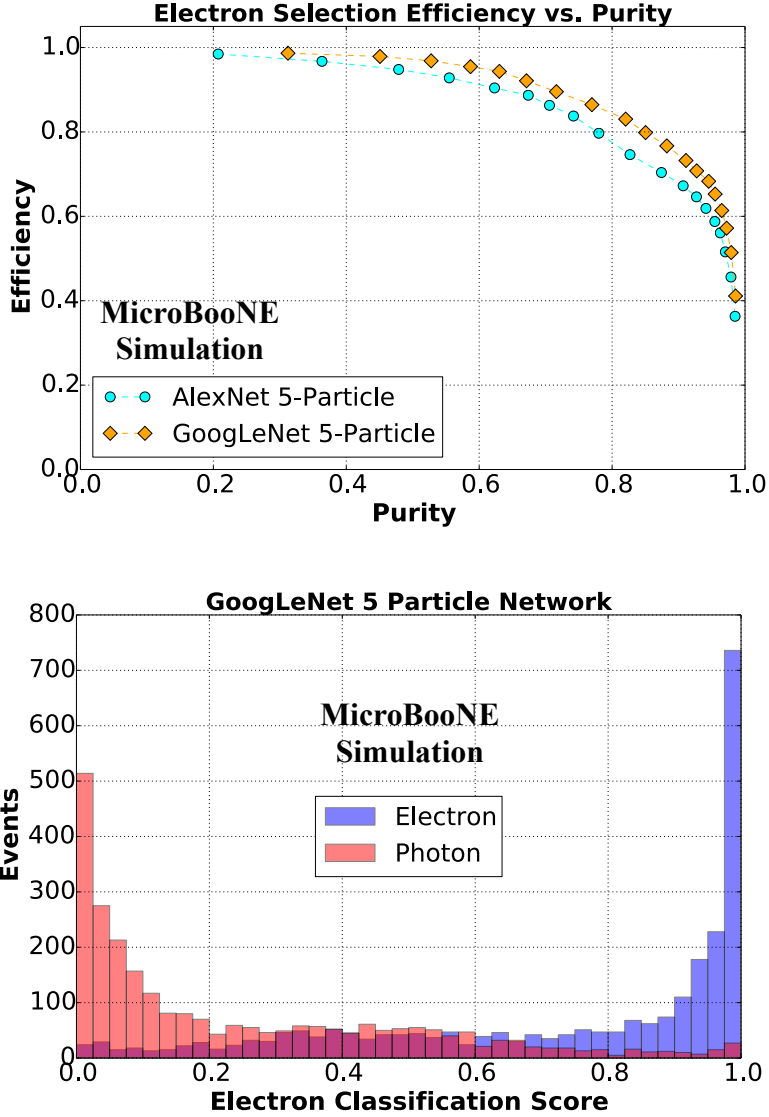 Electron Selection Efficiency vs. Purity
1.0
0.8
0.6
0.4
0.2
0.0
Efficiency
MicroBooNE
Simulation
AlexNet 5-Particle
GoogLeNet 5-Particle
0.0 0.2 0.4 0.6 0.8 1.0
Purity
GoogLeNet 5 Particle Network
800
700
600
500
400
300
200
100
0
Events
MicroBooNE
Simulation
Electron
Photon
0.0 0.2 0.4 0.6 0.8 1.0
Electron Classification Score